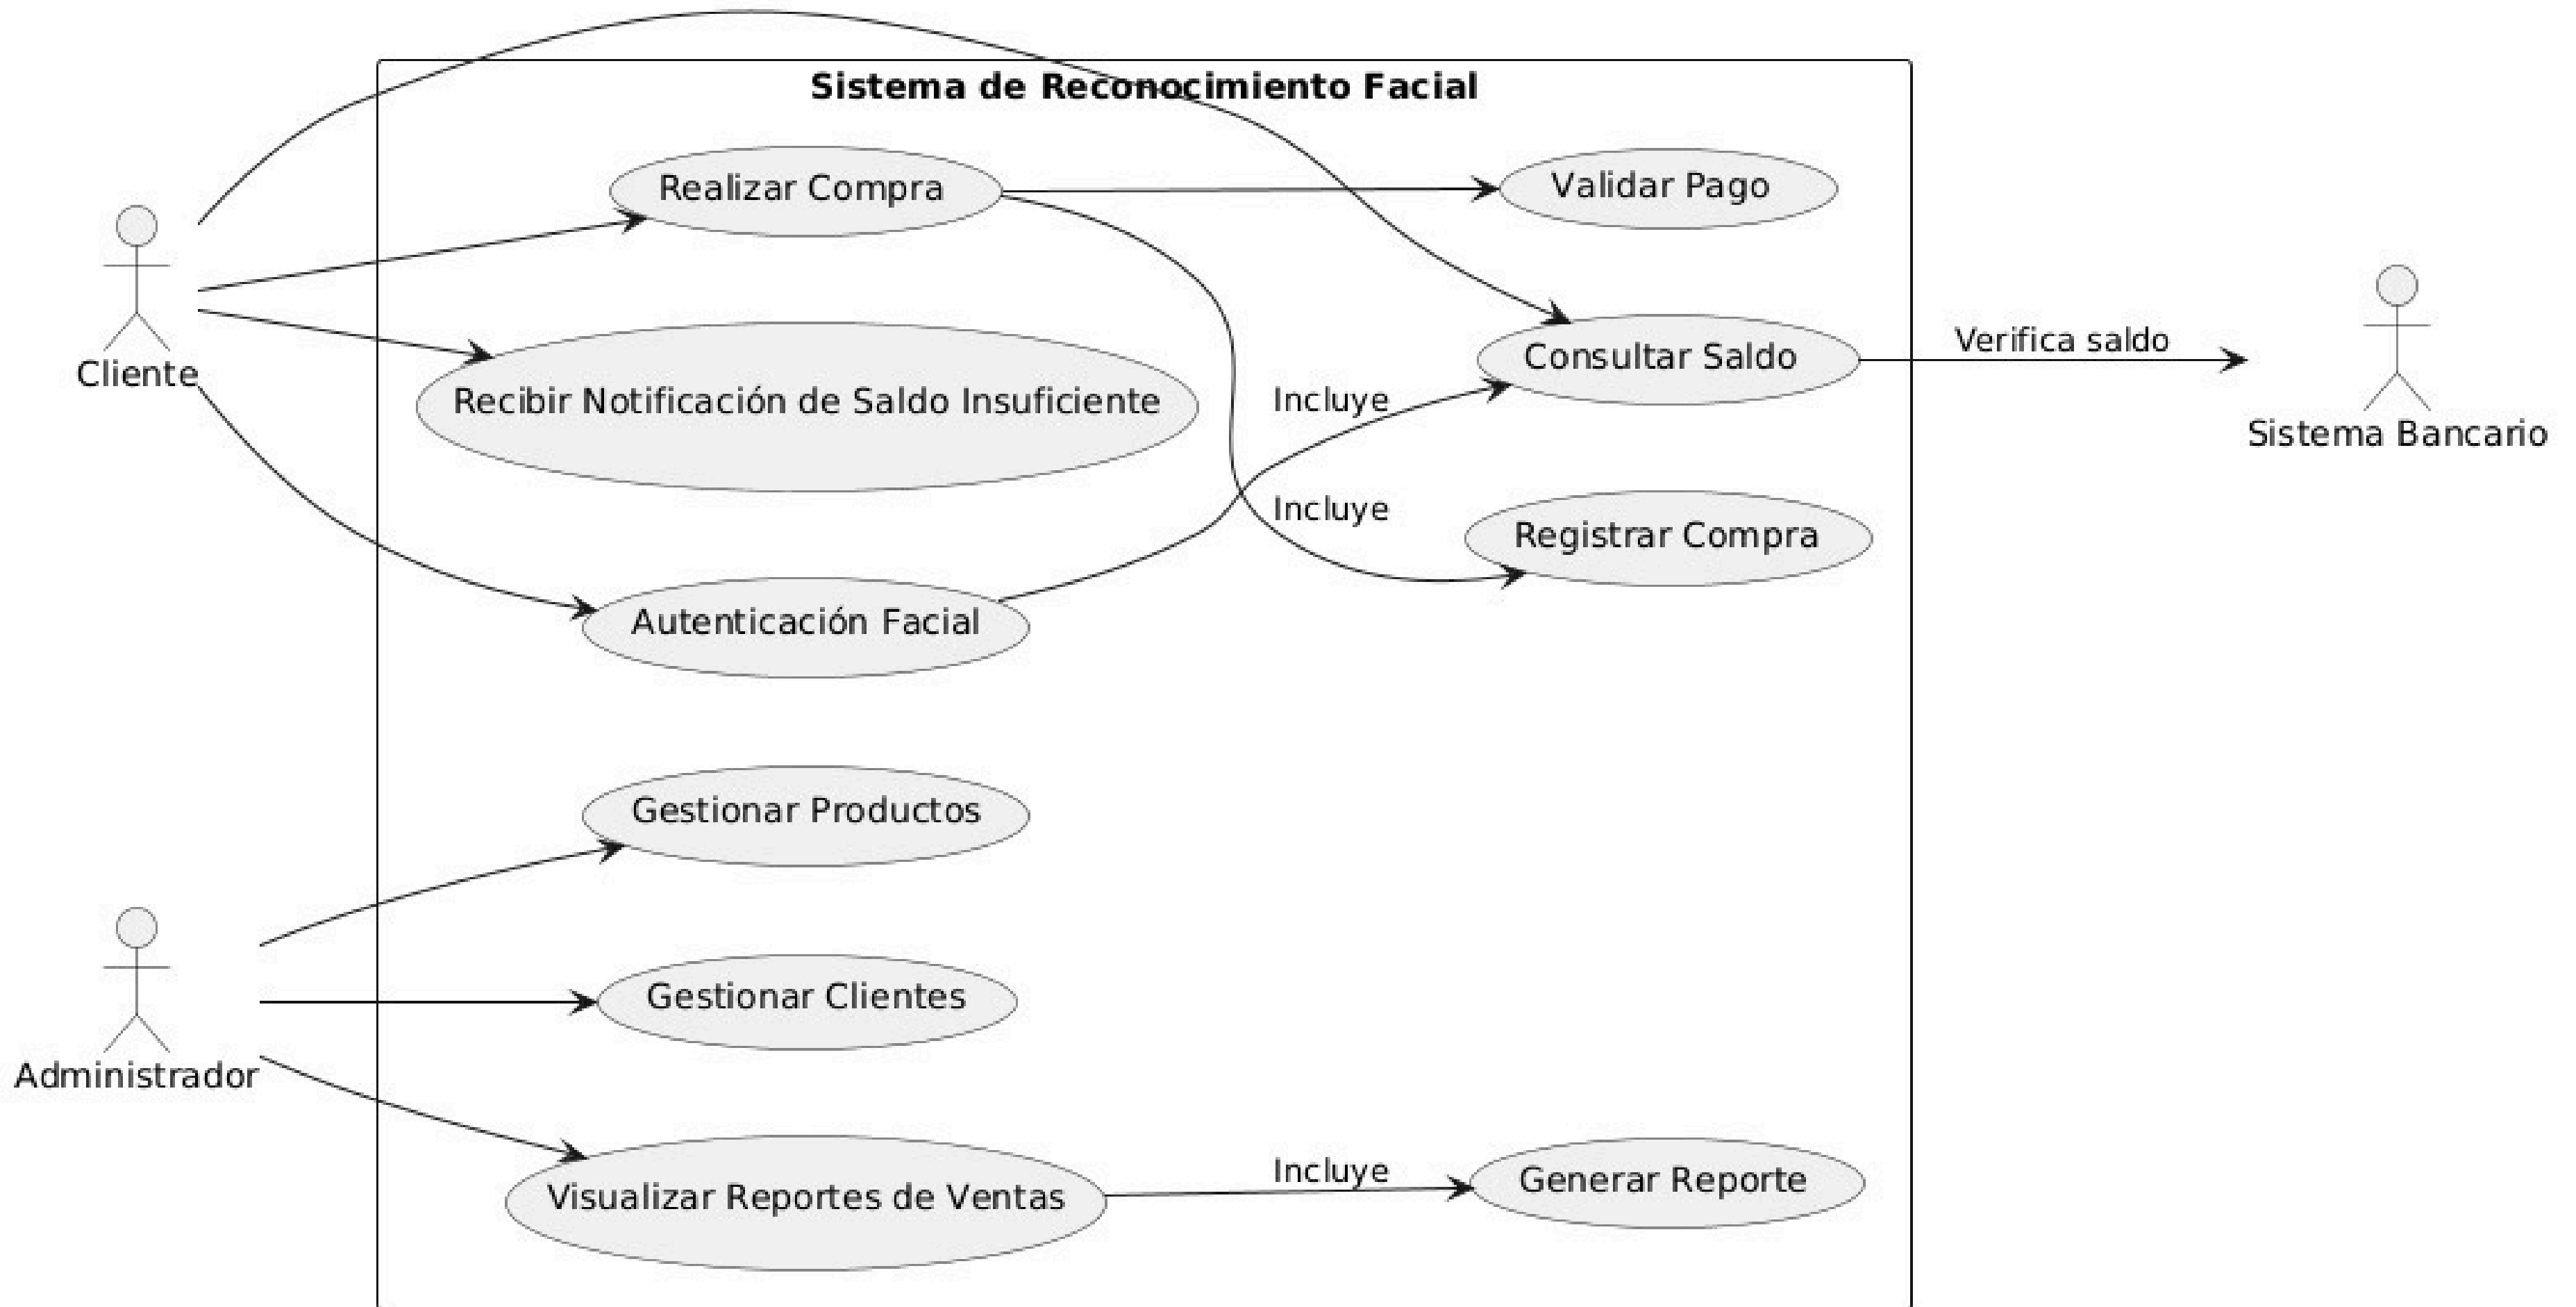 Sistema de Reconocimiento Facial
Realizar Compra
Validar Pago
Cliente
Recibir Notificación de Saldo Insuficiente
Incluye
Consultar Saldo
Verifica saldo
Sistema Bancario
Incluye
Registrar Compra
Autenticación Facial
Gestionar Productos
Gestionar Clientes
Administrador
Visualizar Reportes de Ventas
Incluye
Generar Reporte